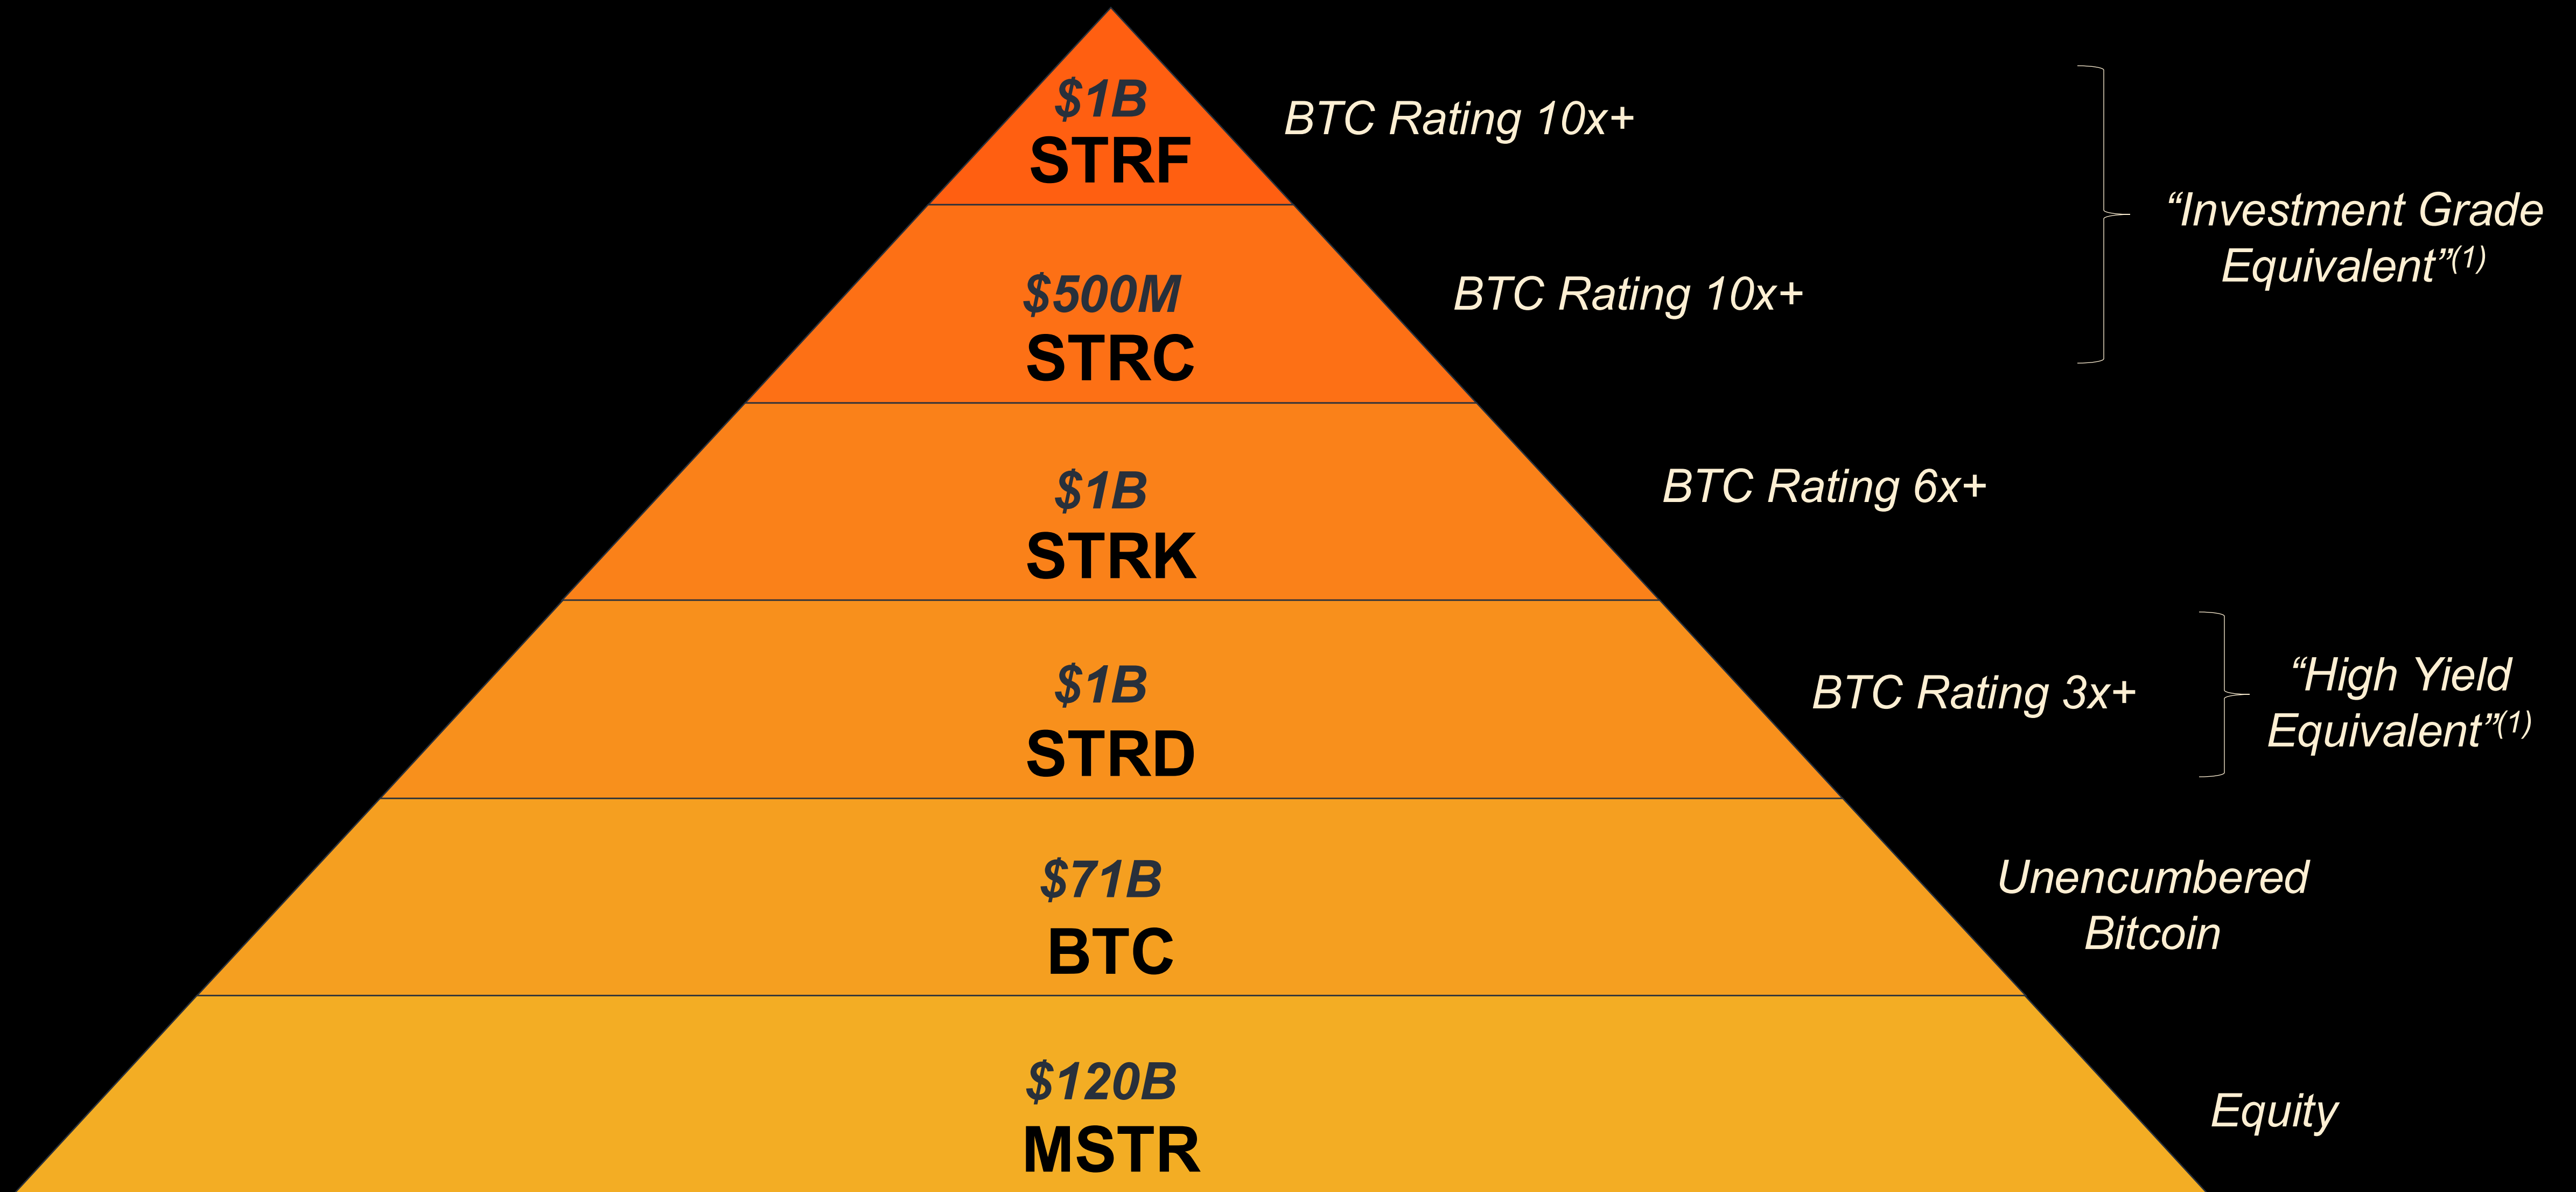 $1B
STRF
BTC Rating 10x+
“Investment Grade
Equivalent”(1)
$500M
STRC
BTC Rating 10x+
$1B
STRK
BTC Rating 6x+
$1B
STRD
BTC Rating 3x+
“High Yield
Equivalent”(1)
$71B
BTC
Unencumbered
Bitcoin
$120B
MSTR
Equity